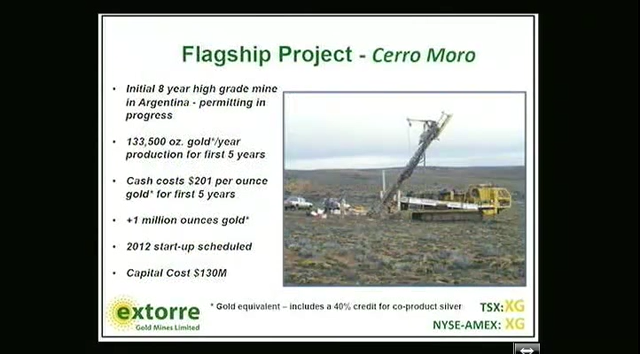 Flagship Project - Cerro Moro
• Initial 8 year high grade mine
in Argentina - permitting in
progress
• 133,500 oz. gold*/year
production for first 5 years
• Cash costs $201 per ounce
gold* for first 5 years
• +1 million ounces gold*
• 2012 start-up scheduled
• Capital Cost $130M
* Gold equivalent – includes a 40% credit for co-product silver
extorre
Gold Mines Limited
TSX:XG
NYSE-AMEX: XG